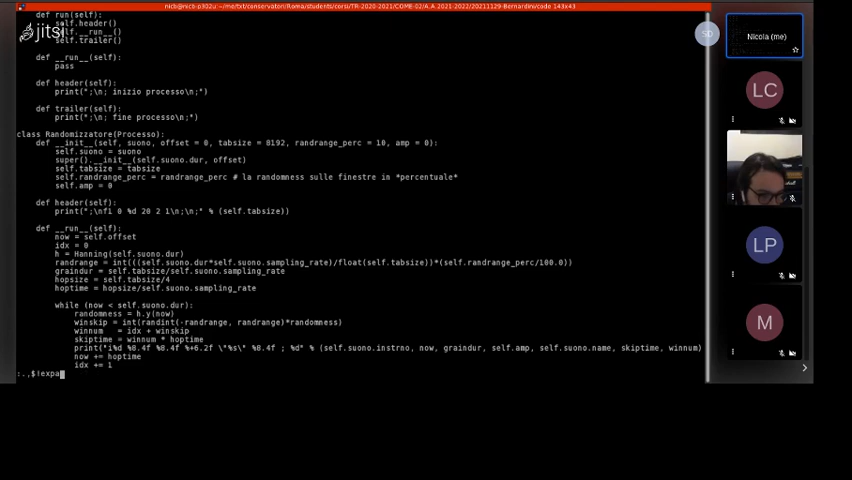 nicb@nicb-p302u: ~/me/txt/conservatori/Roma/students/corsi/TR-2020-2021/COME-02/A.A.2021-2022/20211129-Bernardini/code 143x43
def run(self):
self.header()
self.__run__()
self.trailer()
jitsi
def __run__(self):
pass
def header(self):
print(";\n; inizio processo\n;")
def trailer(self):
print(";\n; fine processo\n;")
class Randomizzatore(Processo):
def __init__(self, suono, offset = 0, tabsize = 8192, randrange_perc = 10, amp = 0):
self.suono = suono
super().__init__(self.suono.dur, offset)
self.tabsize = tabsize
self.randrange_perc = randrange_perc # la randomness sulle finestre in *percentuale*
self.amp = 0
def header(self):
print(";\nf1 0 %d 20 2 1\n;\n;" % (self.tabsize))
def __run__(self):
now = self.offset
idx = 0
h = Hanning(self.suono.dur)
randrange = int(((self.suono.dur*self.suono.sampling_rate)/float(self.tabsize))*(self.randrange_perc/100.0))
graindur = self.tabsize/self.suono.sampling_rate
hopsize = self.tabsize/4
hoptime = hopsize/self.suono.sampling_rate
while (now < self.suono.dur):
randomness = h.y(now)
winskip = int(randint(-randrange, randrange)*randomness)
winnum = idx + winskip
skiptime = winnum * hoptime
print("i%d %8.4f %8.4f %+6.2f \"%s\" %8.4f ; %d" % (self.suono.instrno, now, graindur, self.amp, self.suono.name, skiptime, winnum)
now += hoptime
idx += 1
:.,$!expa
SD
Nicola (me)
LC
LP
M